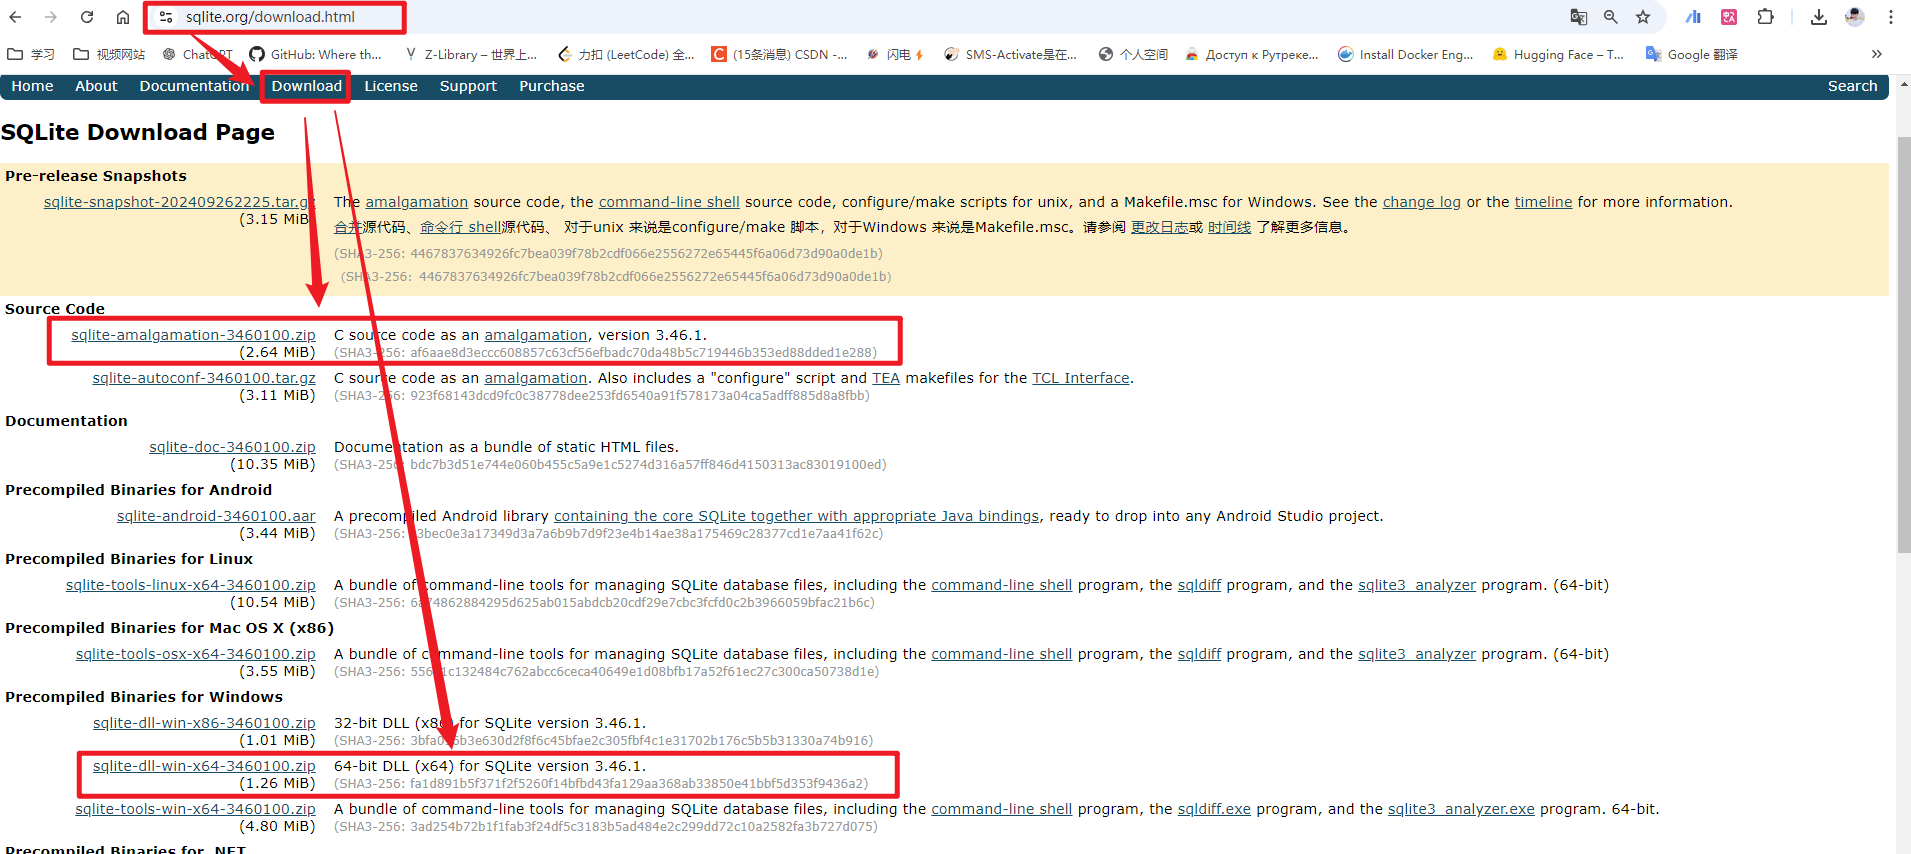 sqlite.org/download.html
学习 视频网站 GitHub: Where th... Z-Library – 世界上... 力扣 (LeetCode) 全... (15条消息) CSDN -... 闪电 SMS-Activate是在... 个人空间 Доступ к Рутреке... Install Docker Eng... Hugging Face – T... Google 翻译 »
Home About Documentation Download License Support Purchase Search
SQLite Download Page
Pre-release Snapshots
sqlite-snapshot-202409262225.tar.gz The amalgamation source code, the command-line shell source code, configure/make scripts for unix, and a Makefile.msc for Windows. See the change log or the timeline for more information.
(3.15 MiB)
合并源代码、命令行 shell源代码、 对于unix 来说是configure/make 脚本，对于Windows 来说是Makefile.msc。请参阅 更改日志或 时间线 了解更多信息。
(SHA3-256: 4467837634926fc7bea039f78b2cdf066e2556272e65445f6a06d73d90a0de1b)
(SHA3-256：4467837634926fc7bea039f78b2cdf066e2556272e65445f6a06d73d90a0de1b)
Source Code
sqlite-amalgamation-3460100.zip C source code as an amalgamation, version 3.46.1.
(2.64 MiB) (SHA3-256: af6aae8d3eccc608857c63cf56efbadc70da48b5c719446b353ed88dded1e288)
sqlite-autoconf-3460100.tar.gz C source code as an amalgamation. Also includes a "configure" script and TEA makefiles for the TCL Interface.
(3.11 MiB) (SHA3-256: 923f68143dcd9fc0c38778dee253fd6540a91f578173a04ca5adff885d8a8fbb)
Documentation
sqlite-doc-3460100.zip Documentation as a bundle of static HTML files.
(10.35 MiB) (SHA3-256: bdc7b3d51e744e060b455c5a9e1c5274d316a57ff846d4150313ac83019100ed)
Precompiled Binaries for Android
sqlite-android-3460100.aar A precompiled Android library containing the core SQLite together with appropriate Java bindings, ready to drop into any Android Studio project.
(3.44 MiB) (SHA3-256:
Precompiled Binaries for Linux
sqlite-tools-linux-x64-3460100.zip A bundle of command-line tools for managing SQLite database files, including the command-line shell program, the sqldiff program, and the sqlite3_analyzer program. (64-bit)
(10.54 MiB) (SHA3-256:
Precompiled Binaries for Mac OS X (x86)
sqlite-tools-osx-x64-3460100.zip A bundle of command-line tools for managing SQLite database files, including the command-line shell program, the sqldiff program, and the sqlite3_analyzer program. (64-bit)
(3.55 MiB) (SHA3-256:
Precompiled Binaries for Windows
sqlite-dll-win-x86-3460100.zip 32-bit DLL (x86) for SQLite version 3.46.1.
(1.01 MiB) (SHA3-256:
sqlite-dll-win-x64-3460100.zip 64-bit DLL (x64) for SQLite version 3.46.1.
(1.26 MiB) (SHA3-256: fa1d891b5f371f2f5260f14bfbd43fa129aa368ab33850e41bbf5d353f9436a2)
sqlite-tools-win-x64-3460100.zip A bundle of command-line tools for managing SQLite database files, including the command-line shell program, the sqldiff.exe program, and the sqlite3_analyzer.exe program. 64-bit.
(4.80 MiB) (SHA3-256: 3ad254b72b1f1fab3f24df5c3183b5ad484e2c299dd72c10a2582fa3b727d075)
Precompiled Binaries for .NET